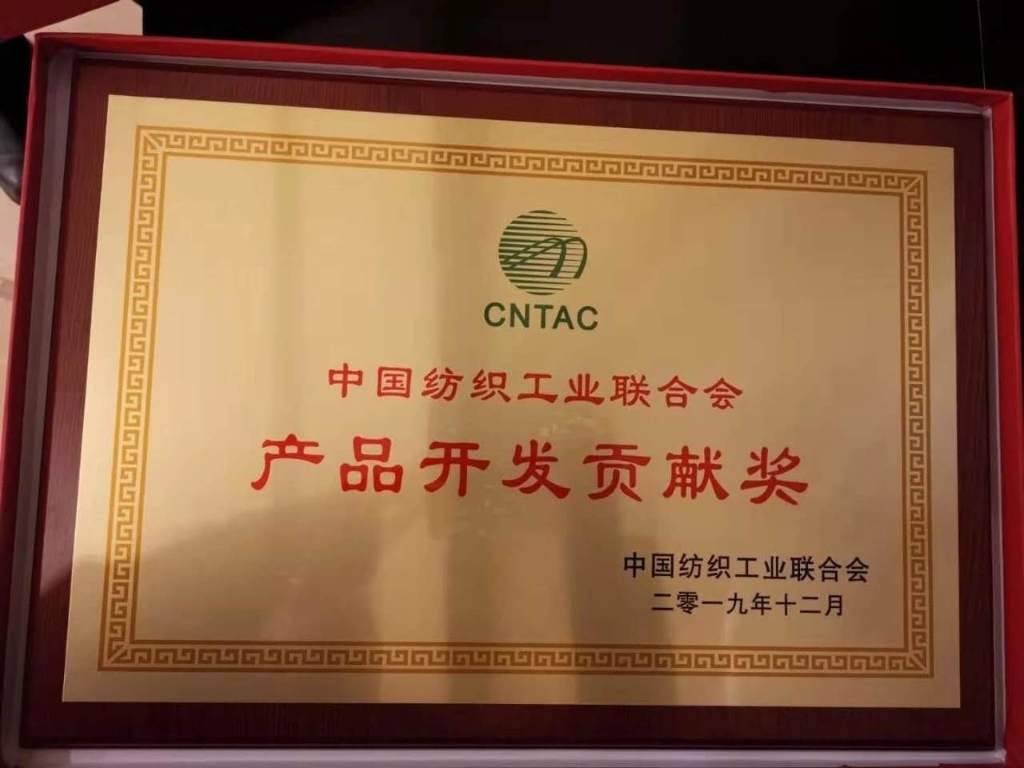 CNTAC
中国纺织工业联合会
产品开发贡献奖
中国纺织工业联合会
二零一九年十二月